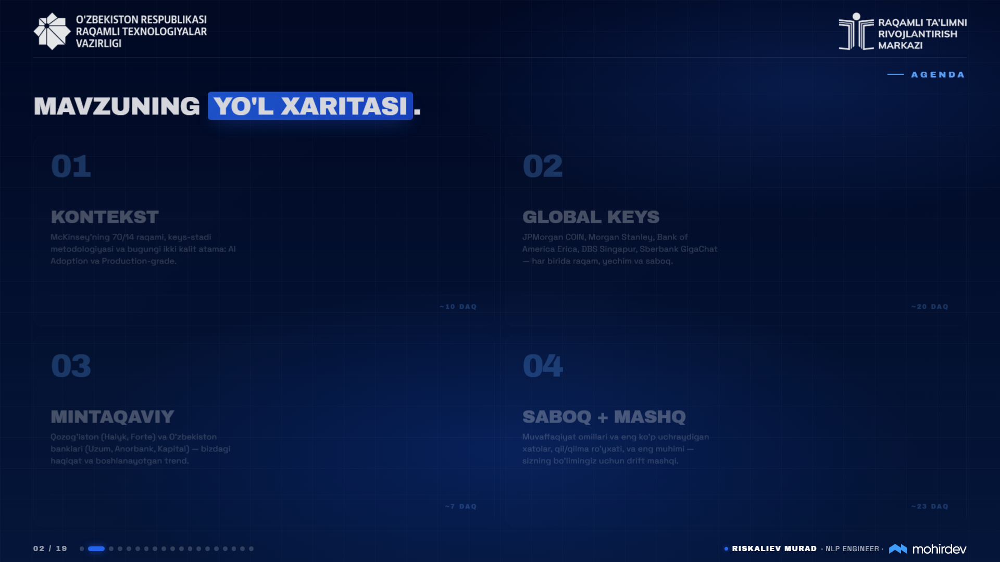 O'ZBEKISTON RESPUBLIKASI
RAQAMLI TEXNOLOGIYALAR
VAZIRLIGI
RAQAMLI TA'LIMNI
RIVOJLANTIRISH
MARKAZI
AGENDA
MAVZUNING YO'L XARITASI.
01
KONTEKST
McKinsey'ning 70/14 raqami, keys-stadi
metodologiyasi va bugungi ikki kalit atama: AI
Adoption va Production-grade.
~10 DAQ
02
GLOBAL KEYS
JPMorgan COIN, Morgan Stanley, Bank of
America Erica, DBS Singapur, Sberbank GigaChat
— har birida raqam, yechim va saboq.
~20 DAQ
03
MINTAQAVIY
Qozog'iston (Halyk, Forte) va O'zbekiston
banklari (Uzum, Anorbank, Kapital) — bizdagi
haqiqat va boshlanayotgan trend.
~7 DAQ
04
SABOQ + MASHQ
Muvaffaqiyat omillari va eng ko'p uchraydigan
xatolar, qil/qilma ro'yxati, va eng muhimi —
sizning bo'limingiz uchun drift mashqi.
~23 DAQ
02 / 19
RISKALIEV MURAD · NLP ENGINEER · mohirdev